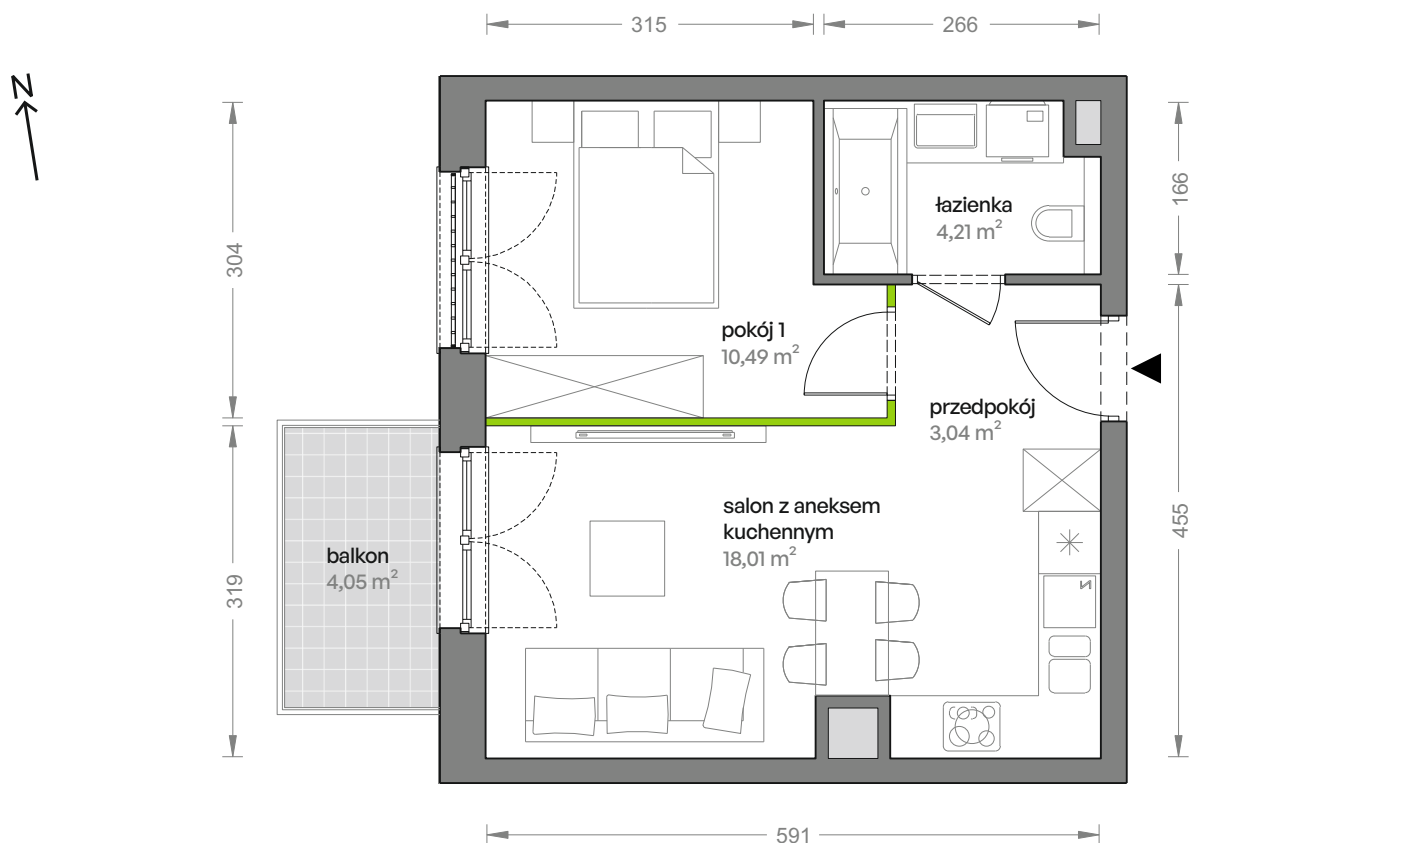 315
266
N
304
166
łazienka
4,21 m²
pokój 1
10,49 m²
przedpokój
3,04 m²
salon z aneksem
kuchennym
18,01 m²
455
balkon
4,05 m²
319
591